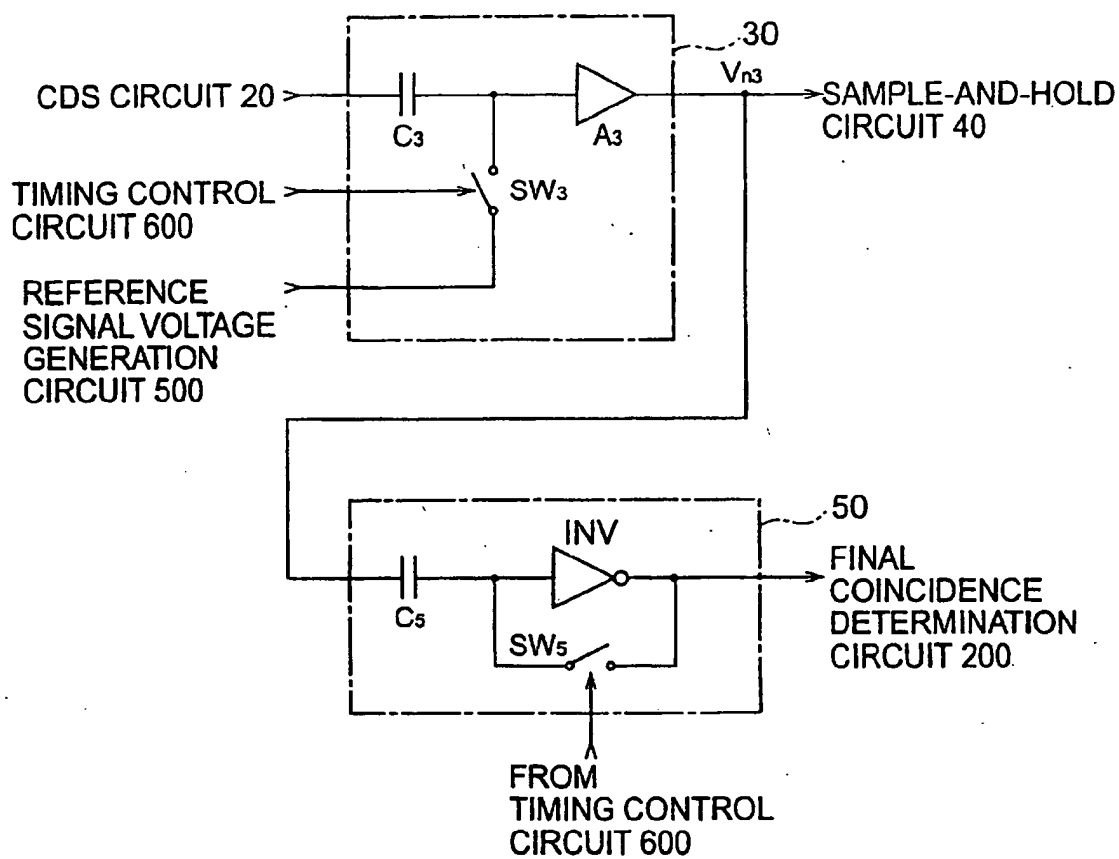 30
Vn3
CDS CIRCUIT 20
SAMPLE-AND-HOLD
CIRCUIT 40
C3
A3
TIMING CONTROL
CIRCUIT 600
SW3
REFERENCE
SIGNAL VOLTAGE
GENERATION
CIRCUIT 500
50
INV
FINAL
COINCIDENCE
DETERMINATION
CIRCUIT 200
C5
SW5
FROM
TIMING CONTROL
CIRCUIT 600